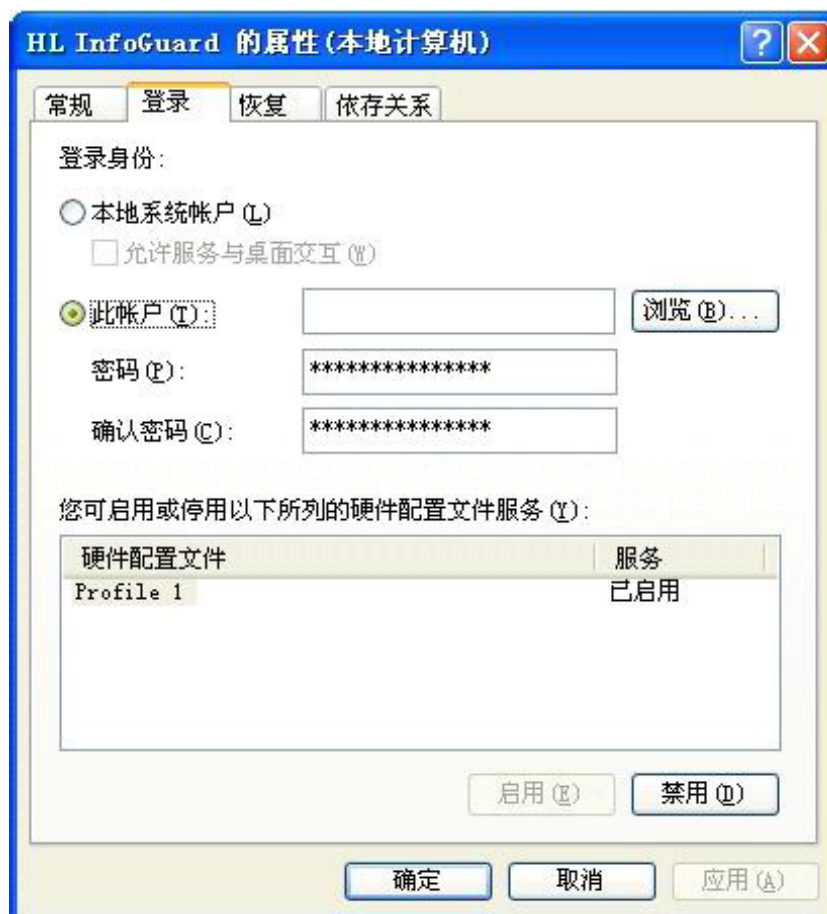 HL InfoGuard 的属性(本地计算机)
常规 登录 恢复 依存关系
登录身份:
本地系统帐户(L)
允许服务与桌面交互(W)
此帐户(T): 浏览(B)...
密码(P): ***************
确认密码(C): ***************
您可启用或停用以下所列的硬件配置文件服务(Y):
硬件配置文件 服务
Profile 1 已启用
启用(E) 禁用(D)
确定 取消 应用(A)